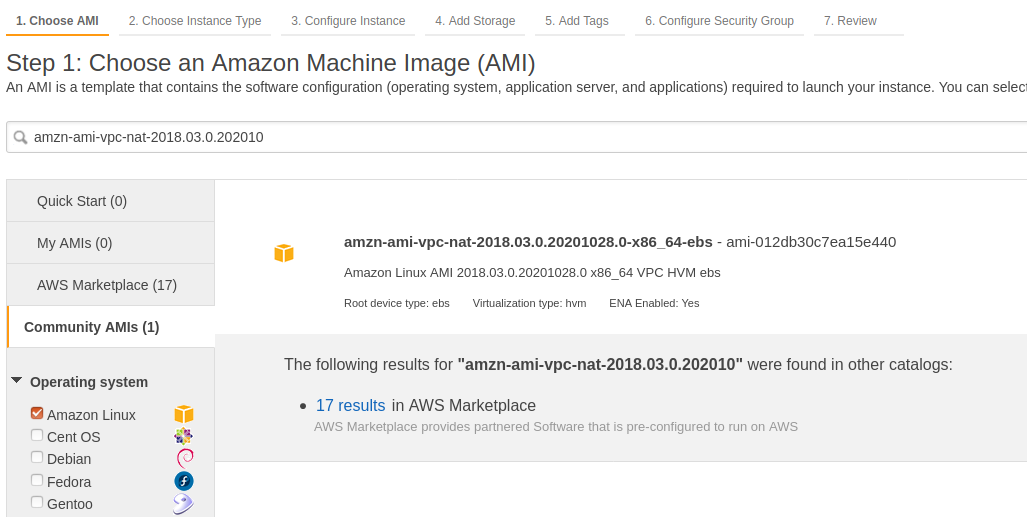 1. Choose AMI 2. Choose Instance Type 3. Configure Instance 4. Add Storage 5. Add Tags 6. Configure Security Group 7. Review
Step 1: Choose an Amazon Machine Image (AMI)
An AMI is a template that contains the software configuration (operating system, application server, and applications) required to launch your instance. You can select
amzn-ami-vpc-nat-2018.03.0.202010
Quick Start (0)
My AMIs (0)
AWS Marketplace (17)
Community AMIs (1)
Operating system
Amazon Linux
Cent OS
Debian
Fedora
Gentoo
amzn-ami-vpc-nat-2018.03.0.20201028.0-x86_64-ebs - ami-012db30c7ea15e440
Amazon Linux AMI 2018.03.0.20201028.0 x86_64 VPC HVM ebs
Root device type: ebs Virtualization type: hvm ENA Enabled: Yes
The following results for "amzn-ami-vpc-nat-2018.03.0.202010" were found in other catalogs:
• 17 results in AWS Marketplace
AWS Marketplace provides partnered Software that is pre-configured to run on AWS